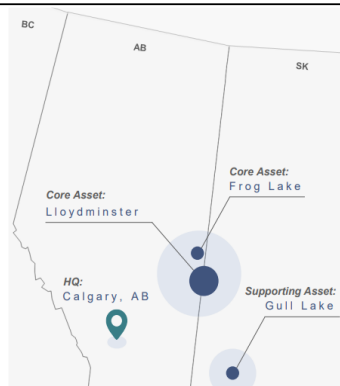 BC
AB
SK
Core Asset:
Frog Lake
Core Asset:
Lloydminster
HQ:
Calgary, AB
Supporting Asset:
Gull Lake